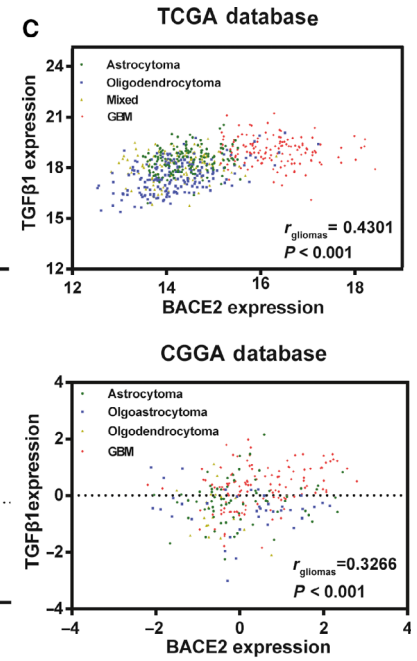 C
TCGA database
TGFβ1 expression
24
21
18
15
12
Astrocytoma
Oligodendrocytoma
Mixed
GBM
rgliomas= 0.4301
P < 0.001
12
14
16
18
BACE2 expression
CGGA database
TGFβ1expression
4
2
0
−2
−4
Astrocytoma
Olgoastrocytoma
Olgodendrocytoma
GBM
rgliomas=0.3266
P < 0.001
−4
−2
0
2
4
BACE2 expression